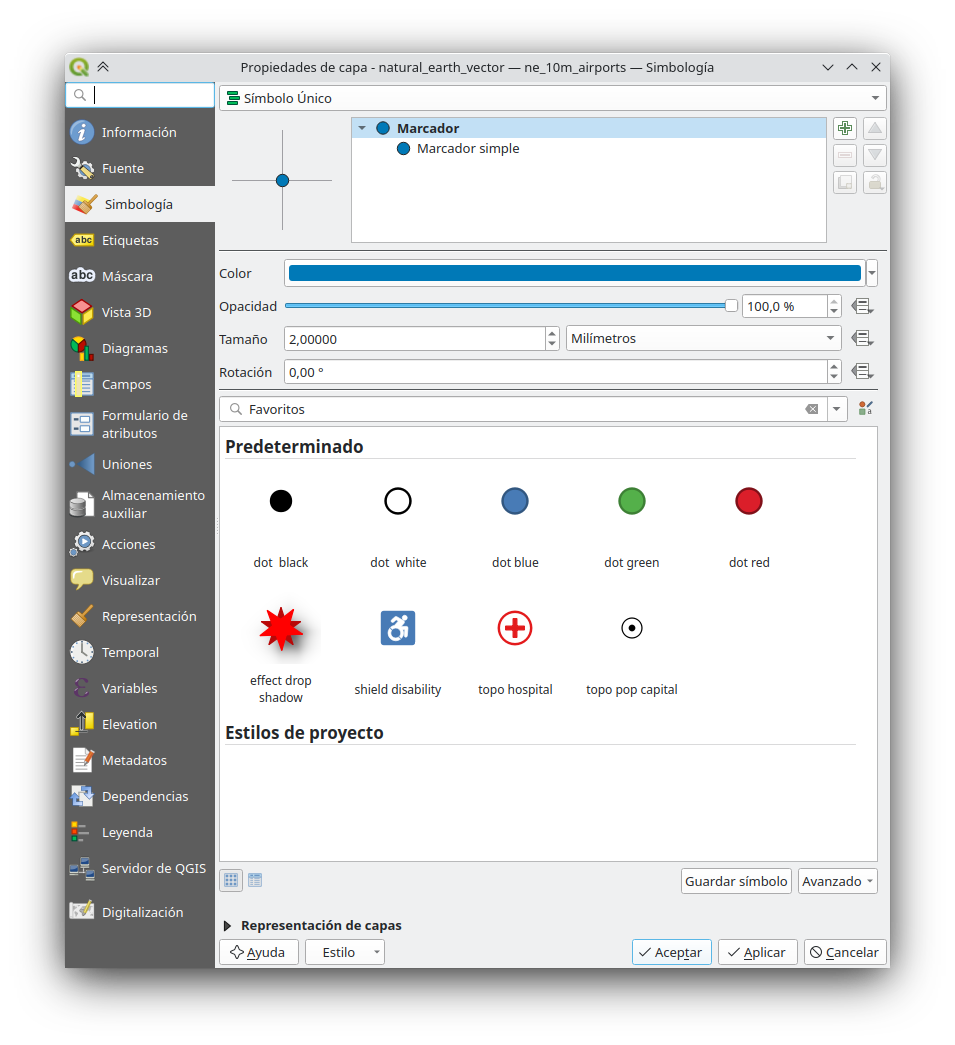 Propiedades de capa - natural_earth_vector — ne_10m_airports — Simbología
Información
Fuente
Simbología
Etiquetas
Máscara
Vista 3D
Diagramas
Campos
Formulario de
atributos
Uniones
Almacenamiento
auxiliar
Acciones
Visualizar
Representación
Temporal
Variables
Elevation
Metadatos
Dependencias
Leyenda
Servidor de QGIS
Digitalización
Símbolo Único
Marcador
Marcador simple
Color
Opacidad 100,0 %
Tamaño 2,00000 Milímetros
Rotación 0,00 °
Favoritos
Predeterminado
dot  black dot  white dot blue dot green dot red
effect drop
shadow
shield disability topo hospital topo pop capital
Estilos de proyecto
Guardar símbolo Avanzado
Representación de capas
Ayuda Estilo Aceptar Aplicar Cancelar